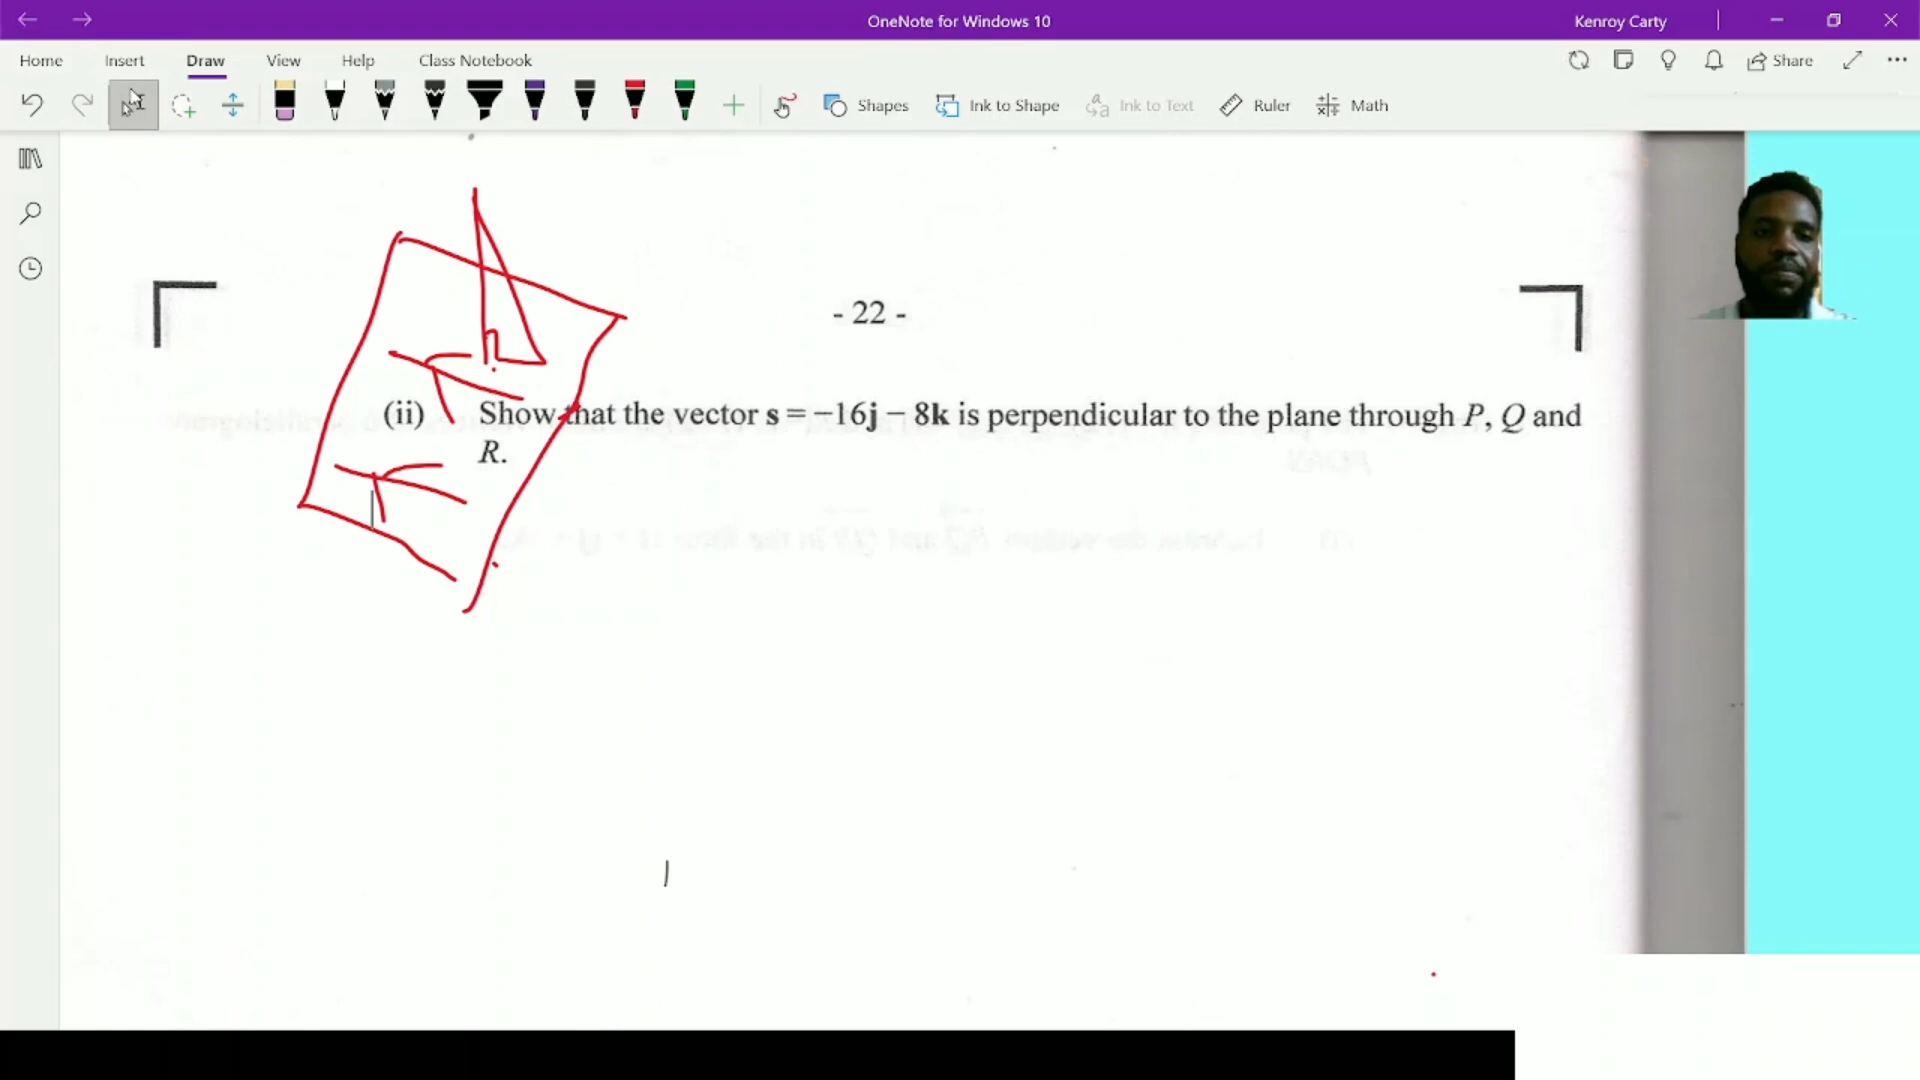 OneNote for Windows 10
Kenroy Carty
Home Insert Draw View Help Class Notebook
Share
Shapes Ink to Shape Ink to Text Ruler Math
- 22 -
(ii) Show that the vector s = −16j − 8k is perpendicular to the plane through P, Q and
R.